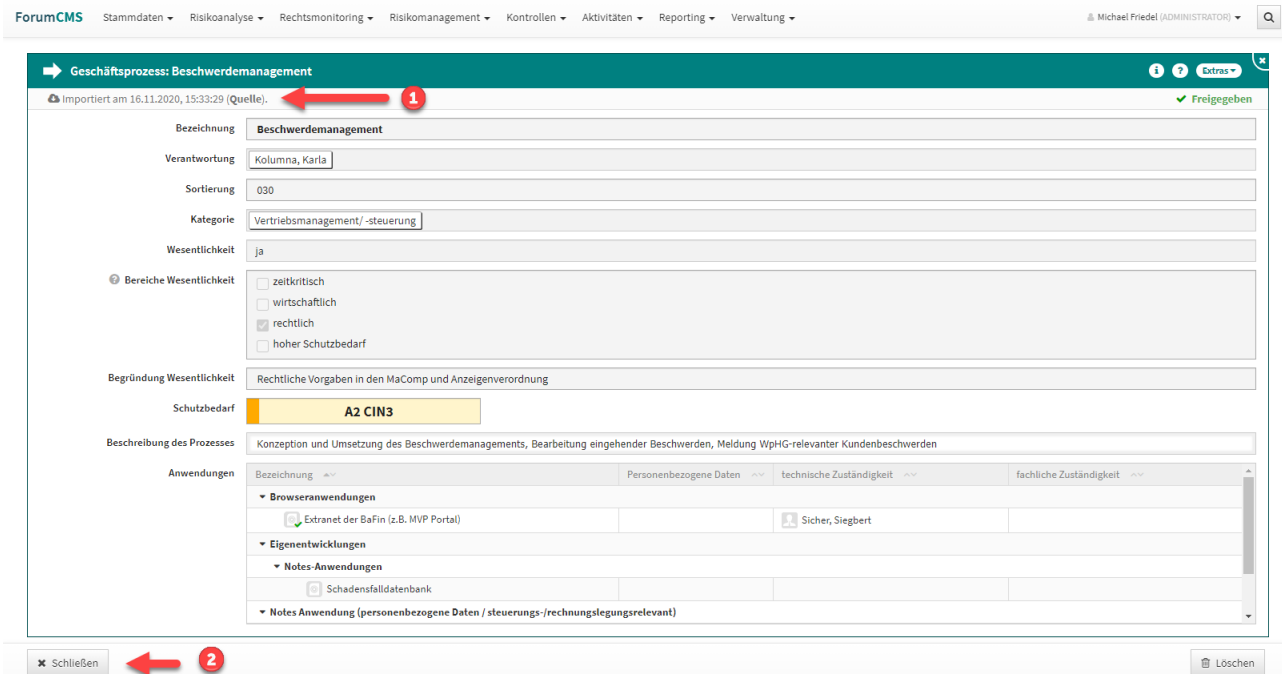 ForumCMS Stammdaten Risikoanalyse Rechtsmonitoring Risikomanagement Kontrollen Aktivitäten Reporting Verwaltung Michael Friedel (ADMINISTRATOR)
Geschäftsprozess: Beschwerdemanagement i ? Extras
Importiert am 16.11.2020, 15:33:29 (Quelle). 1 Freigegeben
Bezeichnung Beschwerdemanagement
Verantwortung Kolumna, Karla
Sortierung 030
Kategorie Vertriebsmanagement/ -steuerung
Wesentlichkeit ja
? Bereiche Wesentlichkeit zeitkritisch
wirtschaftlich
rechtlich
hoher Schutzbedarf
Begründung Wesentlichkeit Rechtliche Vorgaben in den MaComp und Anzeigenverordnung
Schutzbedarf A2 CIN3
Beschreibung des Prozesses Konzeption und Umsetzung des Beschwerdemanagements, Bearbeitung eingehender Beschwerden, Meldung WpHG-relevanter Kundenbeschwerden
Anwendungen Bezeichnung Personenbezogene Daten technische Zuständigkeit fachliche Zuständigkeit
Browseranwendungen
Extranet der BaFin (z.B. MVP Portal) Sicher, Siegbert
Eigenentwicklungen
Notes-Anwendungen
Schadensfalldatenbank
Notes Anwendung (personenbezogene Daten / steuerungs-/rechnungslegungsrelevant)
Schließen 2 Löschen